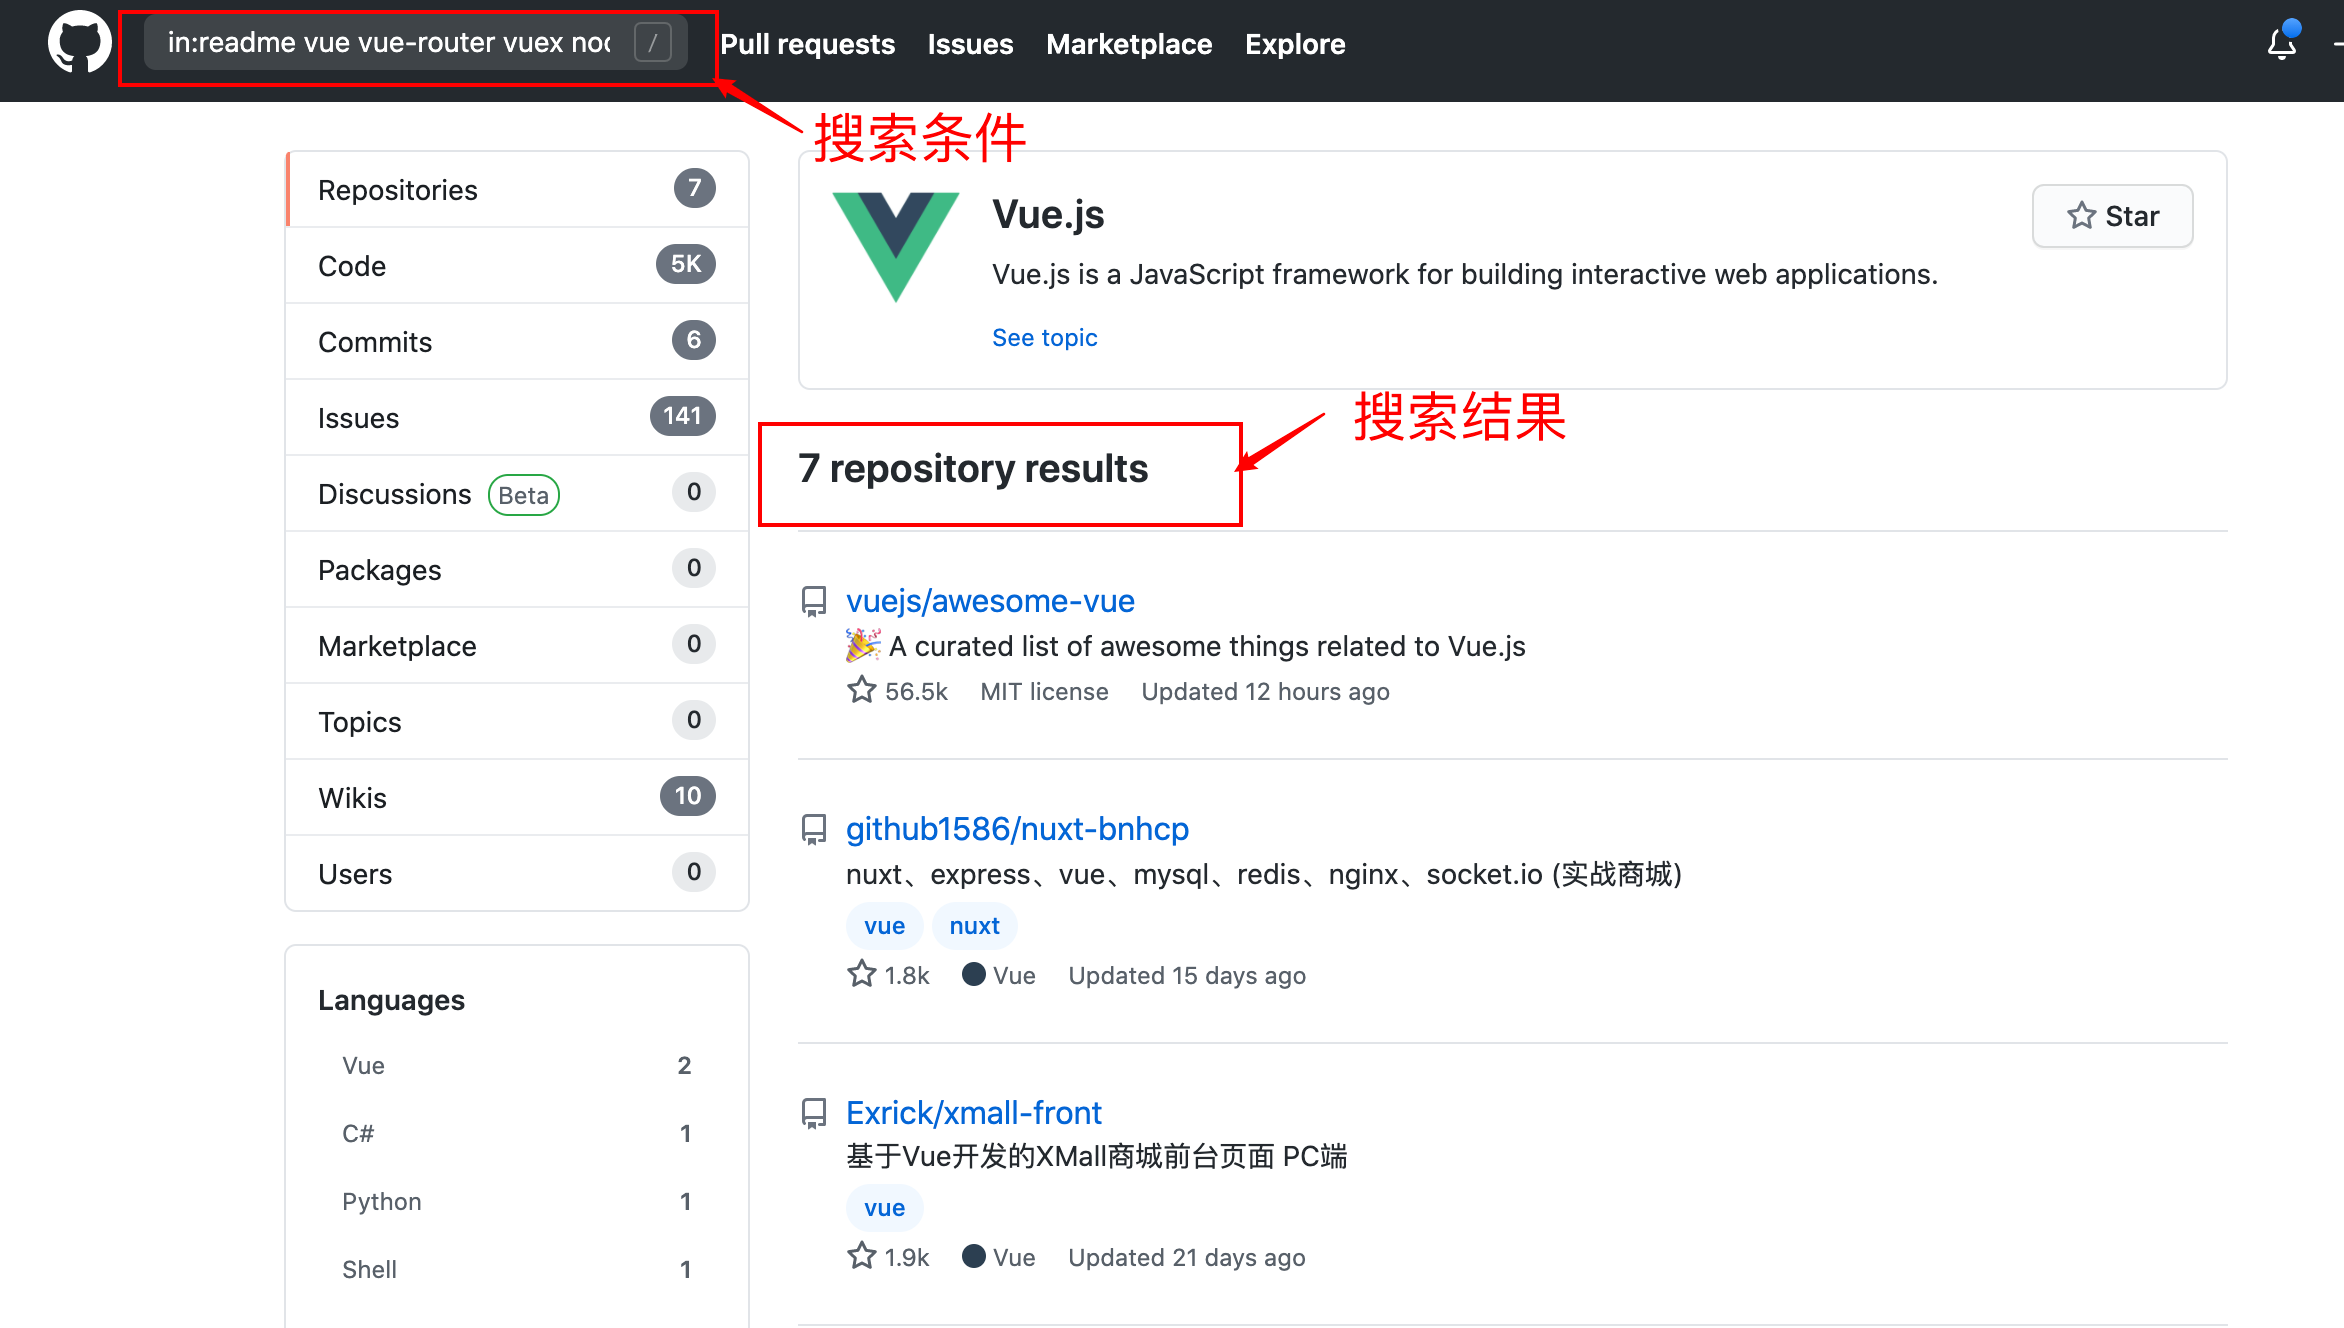 in:readme vue vue-router vuex noc /
Pull requests Issues Marketplace Explore
搜索条件
Repositories 7
Code 5K
Commits 6
Issues 141
Discussions Beta 0
Packages 0
Marketplace 0
Topics 0
Wikis 10
Users 0
Languages
Vue 2
C# 1
Python 1
Shell 1
Vue.js
Star
Vue.js is a JavaScript framework for building interactive web applications.
See topic
搜索结果
7 repository results
vuejs/awesome-vue
🎉 A curated list of awesome things related to Vue.js
56.5k MIT license Updated 12 hours ago
github1586/nuxt-bnhcp
nuxt、express、vue、mysql、redis、nginx、socket.io (实战商城)
vue nuxt
1.8k Vue Updated 15 days ago
Exrick/xmall-front
基于Vue开发的XMall商城前台页面 PC端
vue
1.9k Vue Updated 21 days ago